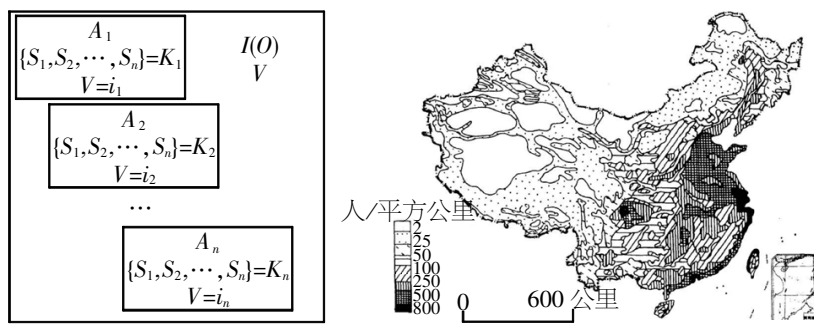 A₁
{S₁,S₂,⋯,Sₙ}=K₁
V=i₁
I(O)
V
A₂
{S₁,S₂,⋯,Sₙ}=K₂
V=i₂
…
Aₙ
{S₁,S₂,⋯,Sₙ}=Kₙ
V=iₙ
人/平方公里
2
25
50
100
250
500
800
0 600 公里